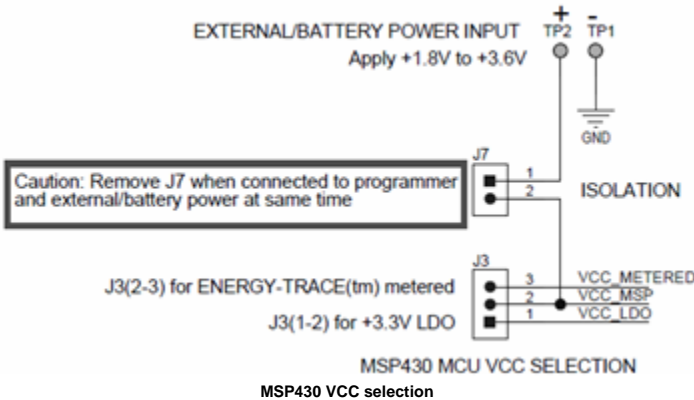 EXTERNAL/BATTERY POWER INPUT
+ -
TP2 TP1
Apply +1.8V to +3.6V
GND
J7
Caution: Remove J7 when connected to programmer
and external/battery power at same time
1
2
ISOLATION
J3
J3(2-3) for ENERGY-TRACE(tm) metered
J3(1-2) for +3.3V LDO
3 VCC_METERED
2 VCC_MSP
1 VCC_LDO
MSP430 MCU VCC SELECTION
MSP430 VCC selection